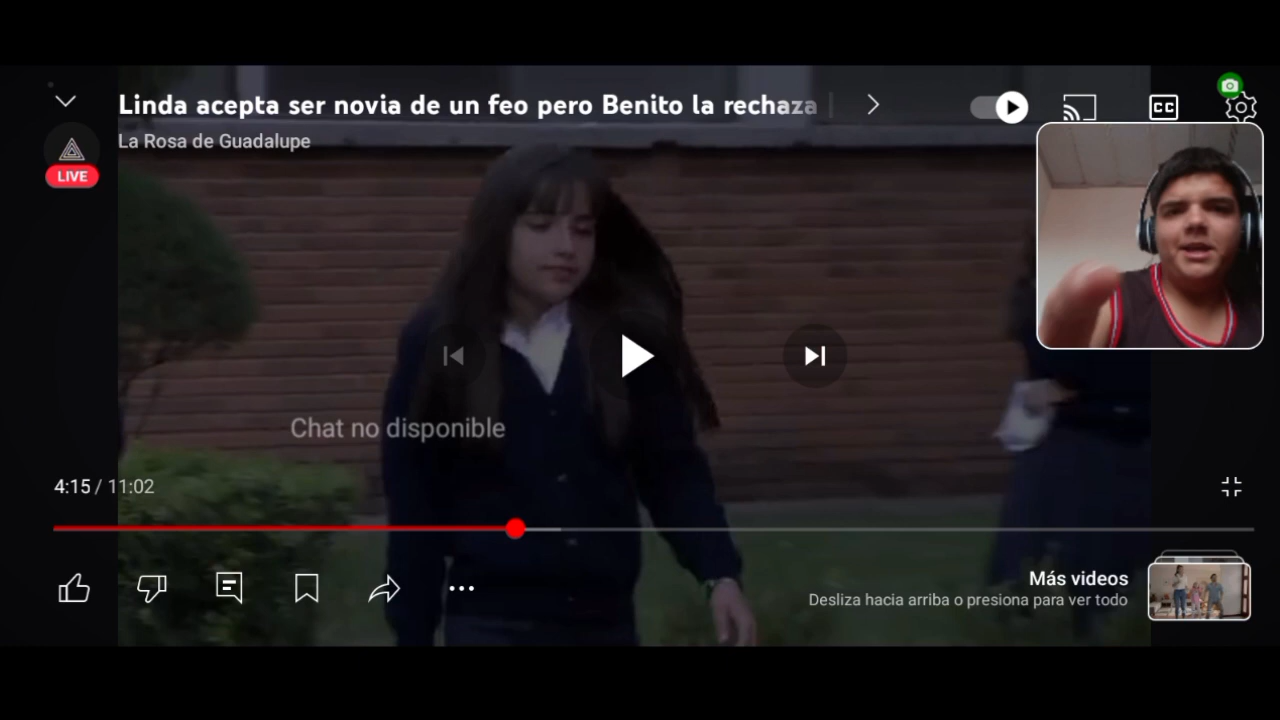 Linda acepta ser novia de un feo pero Benito la rechaza
La Rosa de Guadalupe
LIVE
CC
Chat no disponible
4:15 / 11:02
Más videos
Desliza hacia arriba o presiona para ver todo